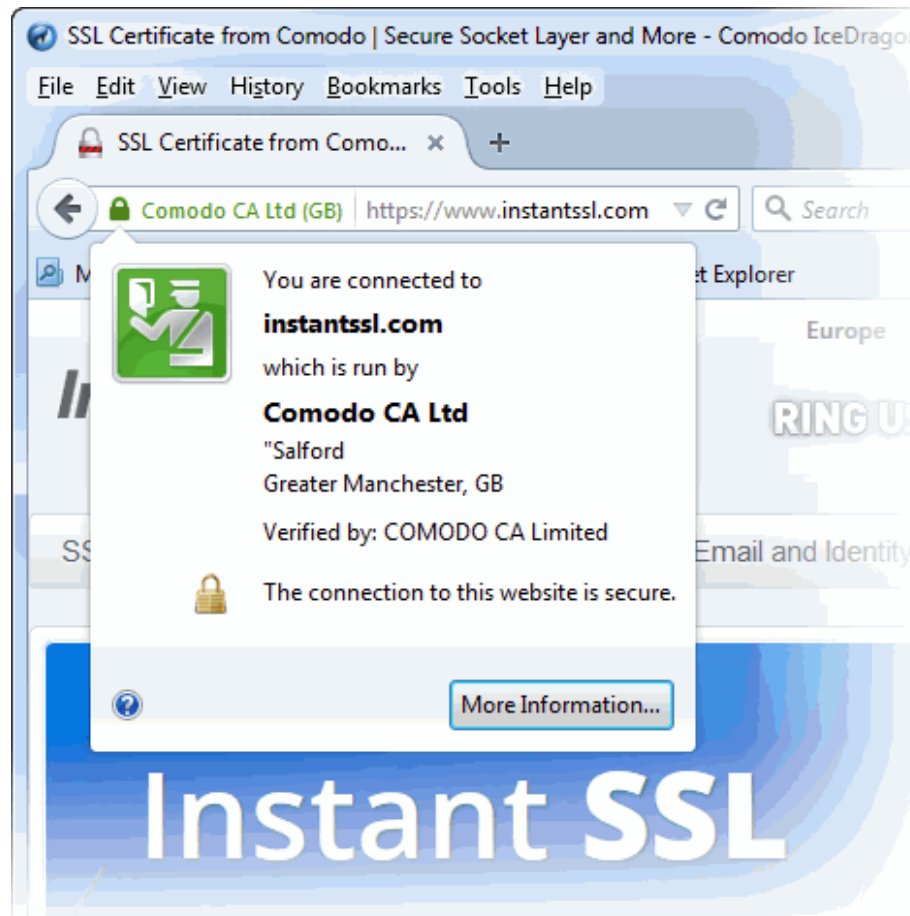 SSL Certificate from Comodo | Secure Socket Layer and More - Comodo IceDrago
File Edit View History Bookmarks Tools Help
SSL Certificate from Como...
Comodo CA Ltd (GB) https://www.instantssl.com Search
M et Explorer
You are connected to
Europe
instantssl.com
which is run by
In
Comodo CA Ltd
RING US
"Salford
Greater Manchester, GB
Verified by: COMODO CA Limited
SS Email and Identity
The connection to this website is secure.
More Information...
Instant SSL